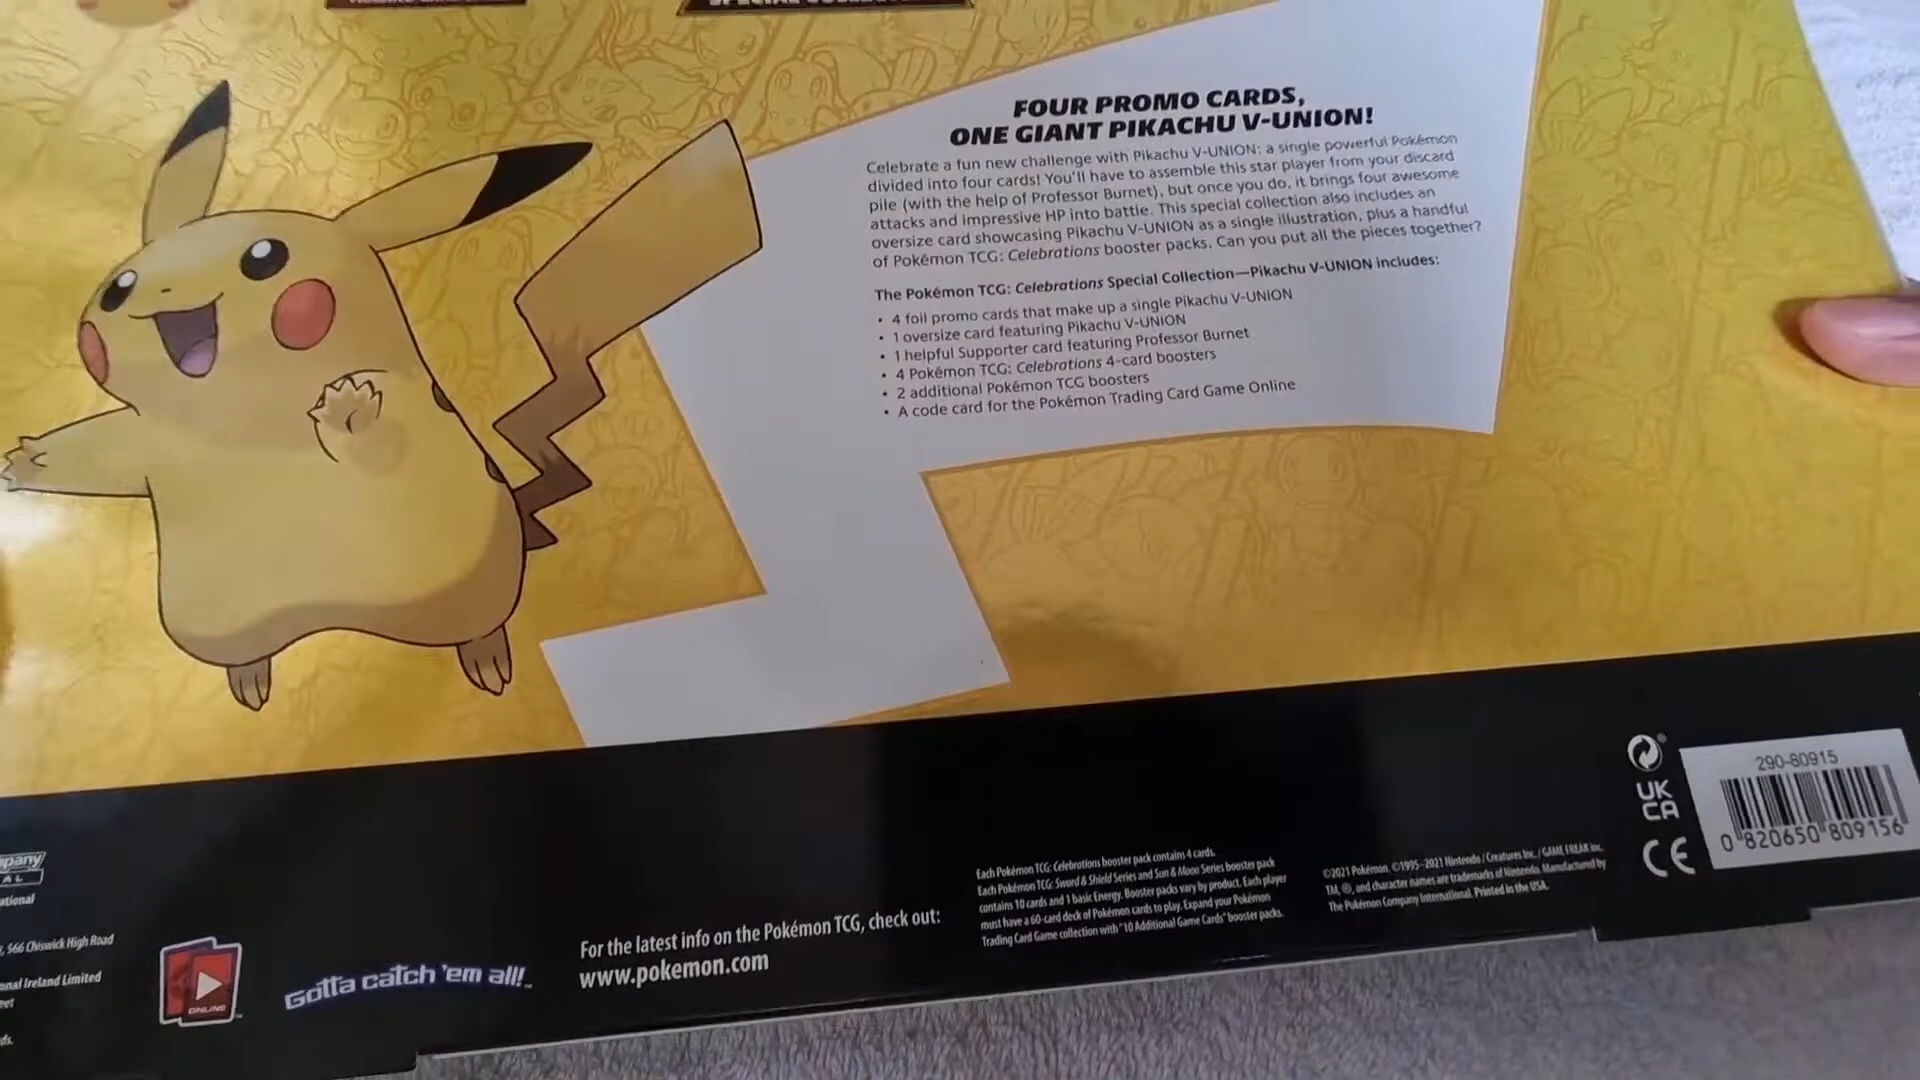 FOUR PROMO CARDS,
ONE GIANT PIKACHU V-UNION!
Celebrate a fun new challenge with Pikachu V-UNION: a single powerful Pokémon
divided into four cards! You'll have to assemble this star player from your discard
pile (with the help of Professor Burnet), but once you do, it brings four awesome
attacks and impressive HP into battle. This special collection also includes an
oversize card showcasing Pikachu V-UNION as a single illustration, plus a handful
of Pokémon TCG: Celebrations booster packs. Can you put all the pieces together?
The Pokémon TCG: Celebrations Special Collection—Pikachu V-UNION includes:
• 4 foil promo cards that make up a single Pikachu V-UNION
• 1 oversize card featuring Pikachu V-UNION
• 1 helpful Supporter card featuring Professor Burnet
• 4 Pokémon TCG: Celebrations 4-card boosters
• 2 additional Pokémon TCG boosters
• A code card for the Pokémon Trading Card Game Online
290-80915
0 820650 809156
UK
CA
CE
, 566 Chiswick High Road
onal Ireland Limited
ONLINE
Gotta catch 'em all!™
For the latest info on the Pokémon TCG, check out:
www.pokemon.com
Each Pokémon TCG: Celebrations booster pack contains 4 cards.
Each Pokémon TCG: Sword & Shield Series and Sun & Moon Series booster pack
contains 10 cards and 1 basic Energy. Booster packs vary by product. Each player
must have a 60-card deck of Pokémon cards to play. Expand your Pokémon
Trading Card Game collection with "10 Additional Game Cards" booster packs.
©2021 Pokémon. ©1995–2021 Nintendo / Creatures Inc. / GAME FREAK inc.
TM, ®, and character names are trademarks of Nintendo. Manufactured by
The Pokémon Company International. Printed in the USA.